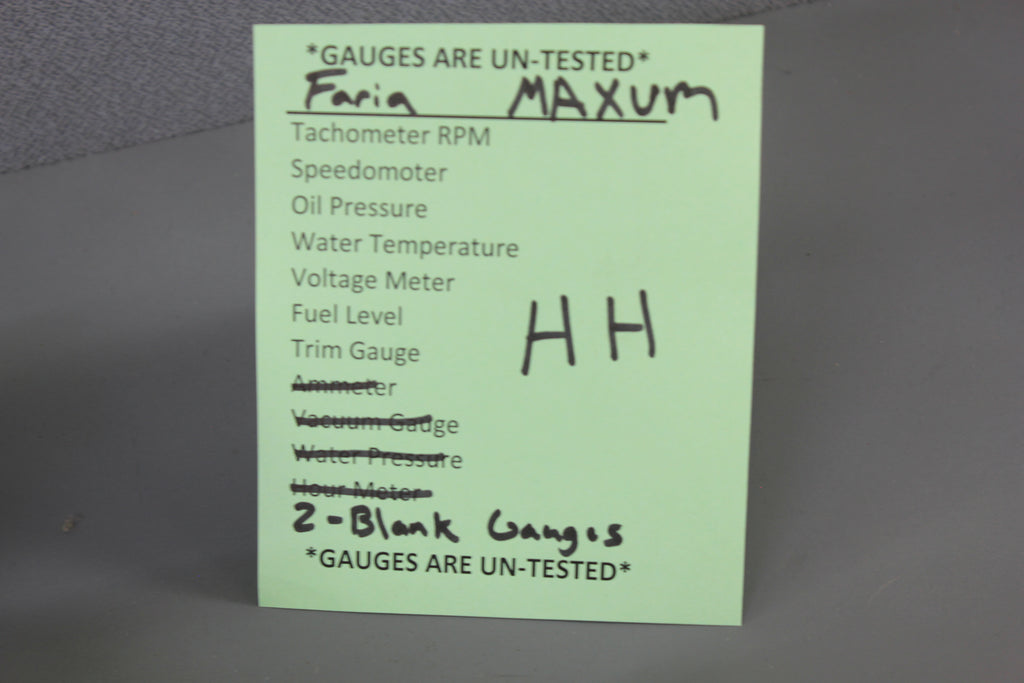 *GAUGES ARE UN-TESTED*
Faria MAXUM
Tachometer RPM
Speedomoter
Oil Pressure
Water Temperature
Voltage Meter
Fuel Level
Trim Gauge
HH
Ammeter
Vacuum Gauge
Water Pressure
Hour Meter
2-Blank Gauges
*GAUGES ARE UN-TESTED*